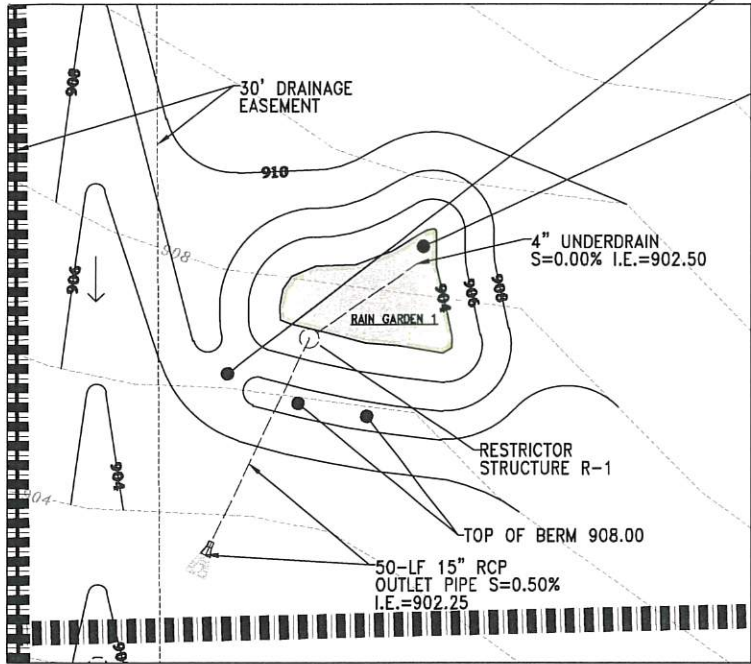 908
30' DRAINAGE
EASEMENT
910
908
4" UNDERDRAIN
S=0.00% I.E.=902.50
906
904
906
908
RAIN GARDEN 1
RESTRICTOR
STRUCTURE R-1
904
904
TOP OF BERM 908.00
50-LF 15" RCP
OUTLET PIPE S=0.50%
I.E.=902.25